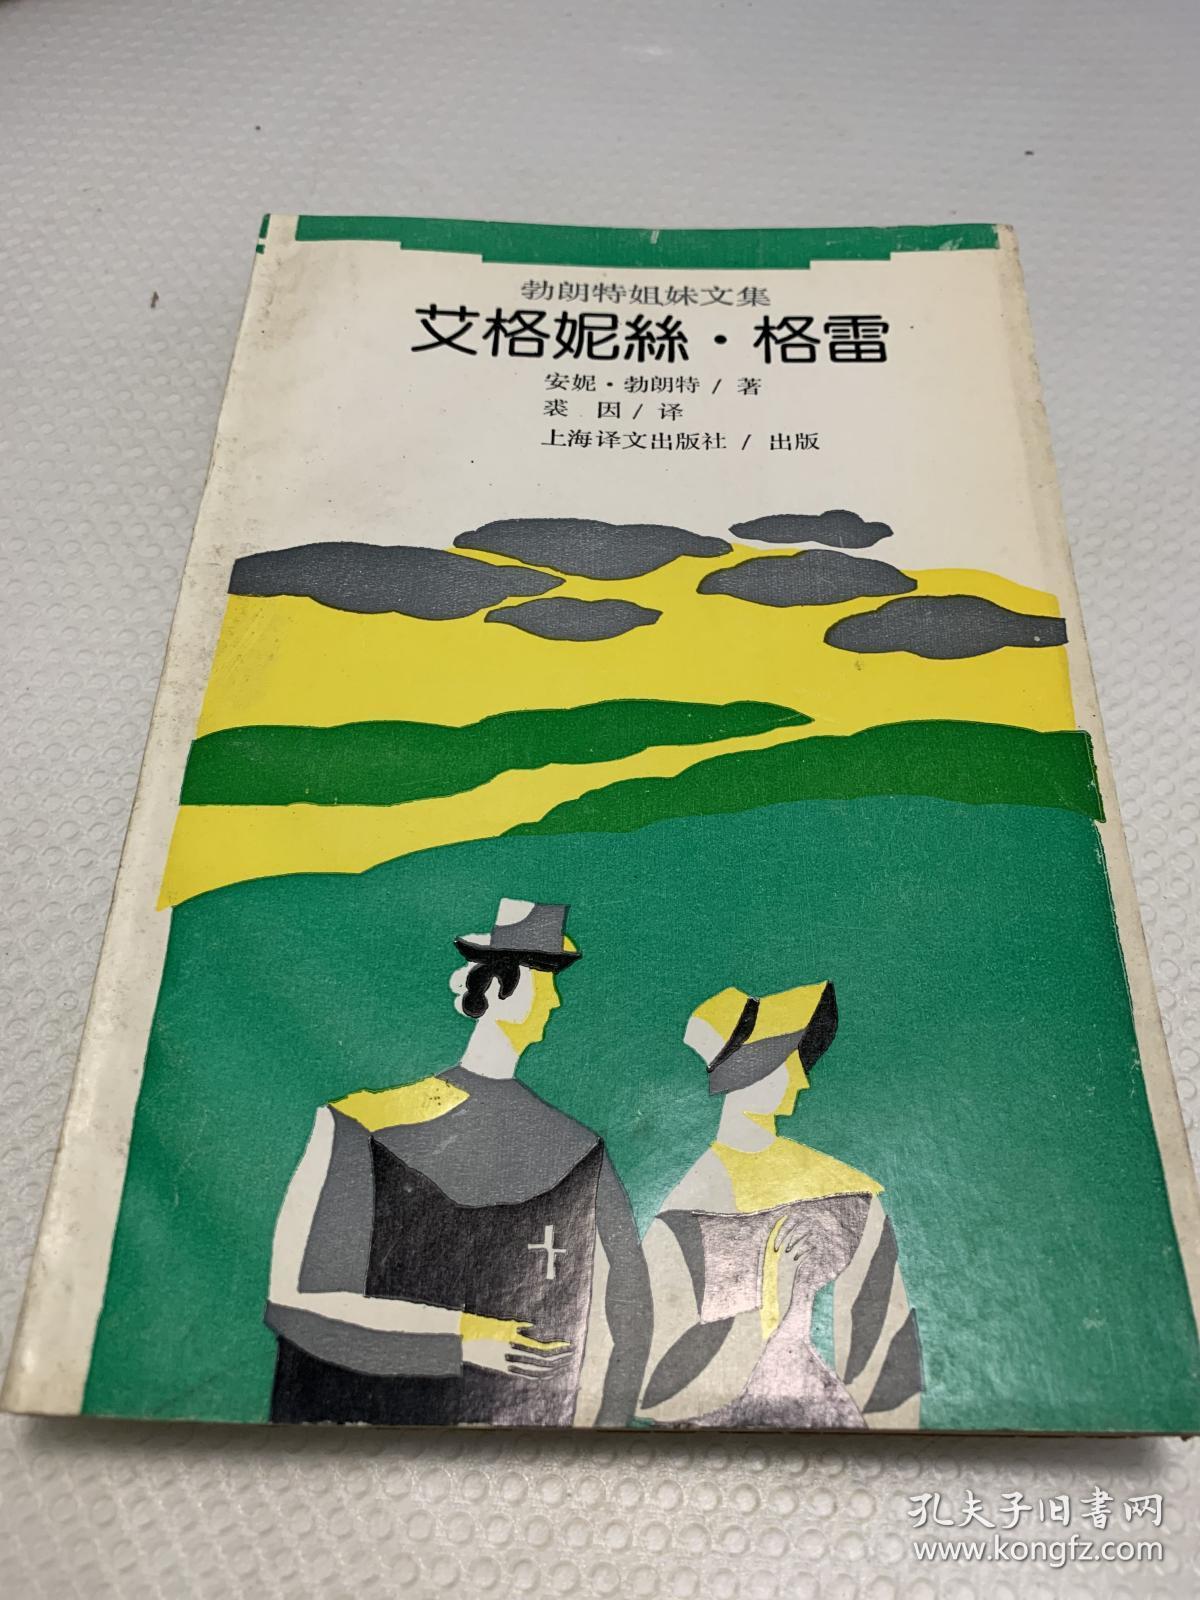 勃朗特姐妹文集
艾格妮絲·格雷
安妮·勃朗特/著
裘 因/译
上海译文出版社/出版
孔夫子旧书网
www.kongfz.com